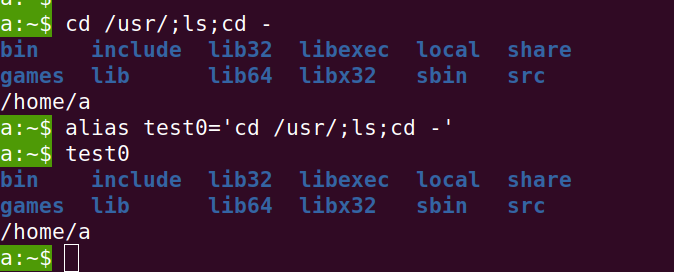 a:~$ cd /usr/;ls;cd -
bin include lib32 libexec local share
games lib lib64 libx32 sbin src
/home/a
a:~$ alias test0='cd /usr/;ls;cd -'
a:~$ test0
bin include lib32 libexec local share
games lib lib64 libx32 sbin src
/home/a
a:~$